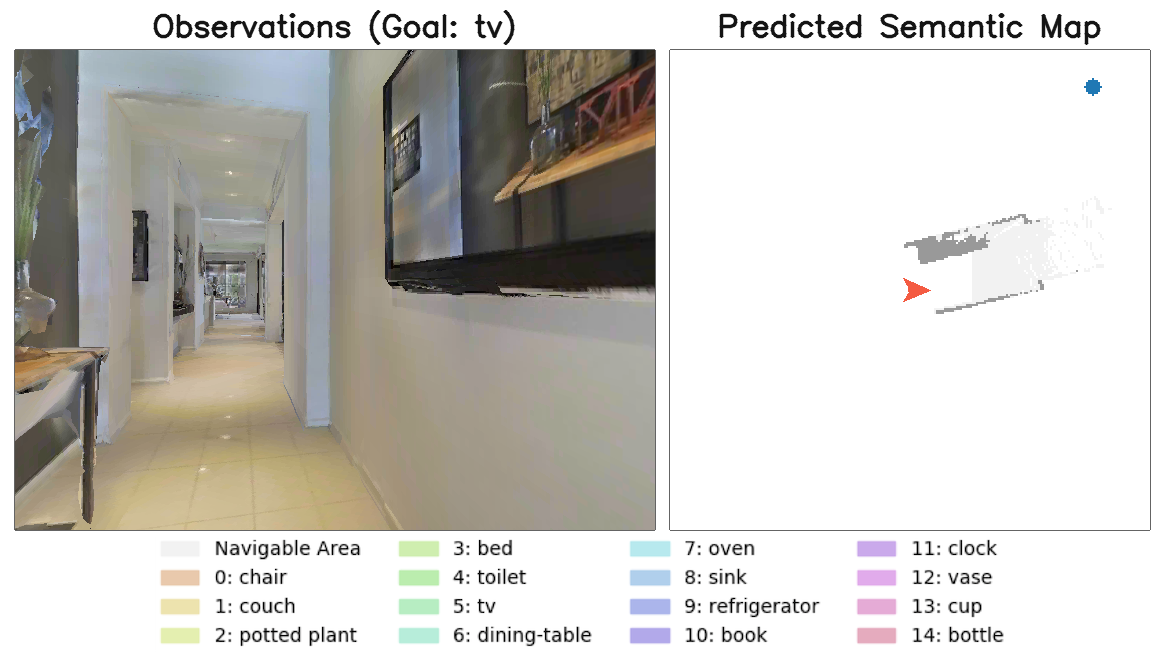 Observations (Goal: tv)
Predicted Semantic Map
Navigable Area
0: chair
1: couch
2: potted plant
3: bed
4: toilet
5: tv
6: dining-table
7: oven
8: sink
9: refrigerator
10: book
11: clock
12: vase
13: cup
14: bottle